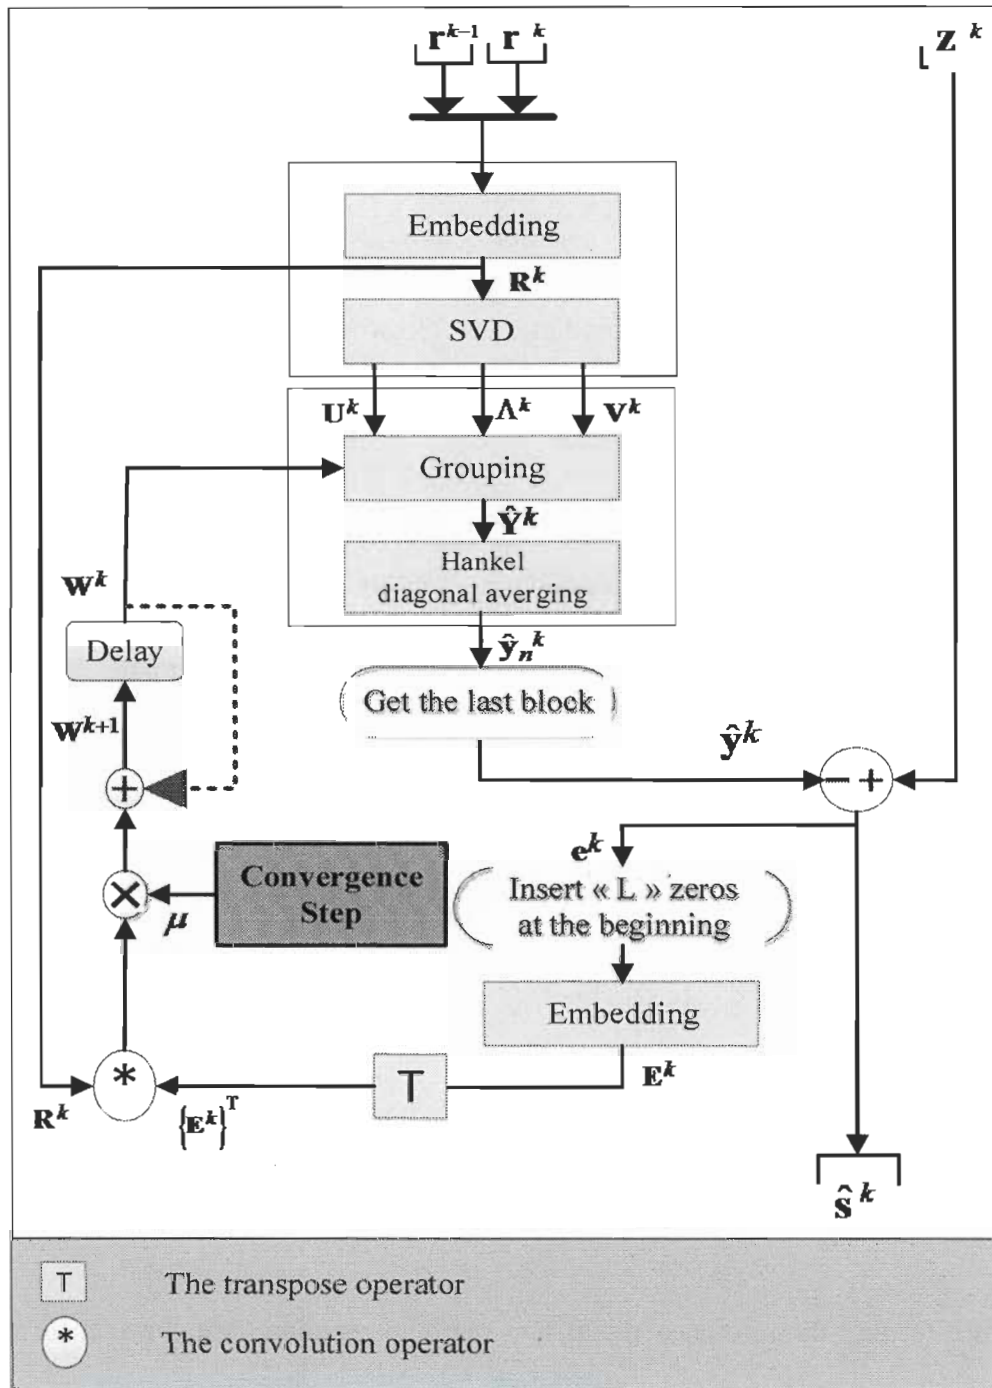 r^{k-1} r^k
z^k
Embedding
R^k
SVD
U^k Λ^k V^k
Grouping
Ŷ^k
Hankel
diagonal averging
W^k
Delay
ŷ_n^k
Get the last block
W^{k+1}
ŷ^k
+
− +
e^k
Convergence
Step
Insert « L » zeros
at the beginning
×
μ
Embedding
E^k
*
T
R^k
{E^k}^T
ŝ^k
T The transpose operator
* The convolution operator